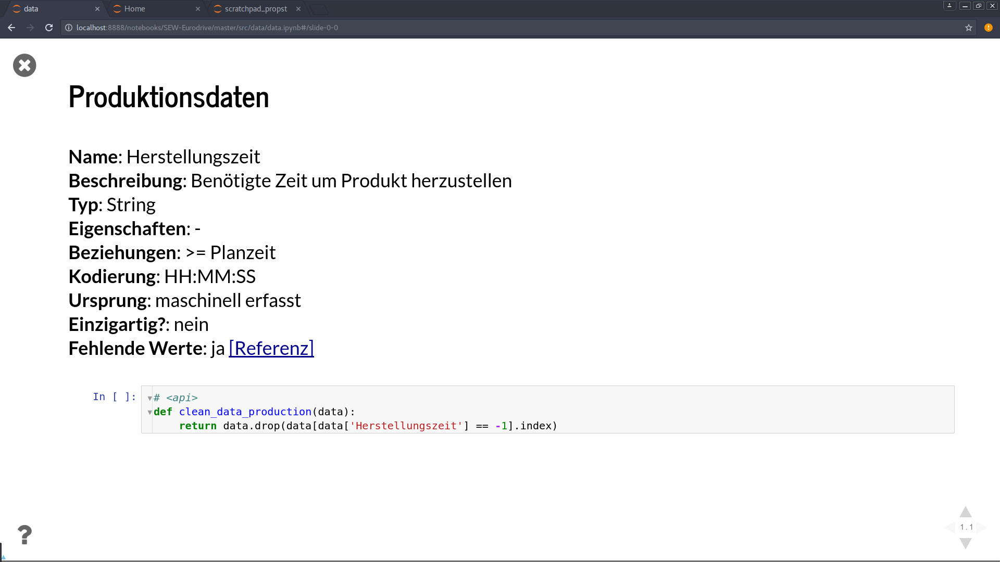 data
Home
scratchpad_propst
localhost:8888/notebooks/SEW-Eurodrive/master/src/data/data.ipynb#/slide-0-0
Produktionsdaten
Name: Herstellungszeit
Beschreibung: Benötigte Zeit um Produkt herzustellen
Typ: String
Eigenschaften: -
Beziehungen: >= Planzeit
Kodierung: HH:MM:SS
Ursprung: maschinell erfasst
Einzigartig?: nein
Fehlende Werte: ja [Referenz]
In [ ]:
# <api>
def clean_data_production(data):
    return data.drop(data[data['Herstellungszeit'] == -1].index)
1.1
?